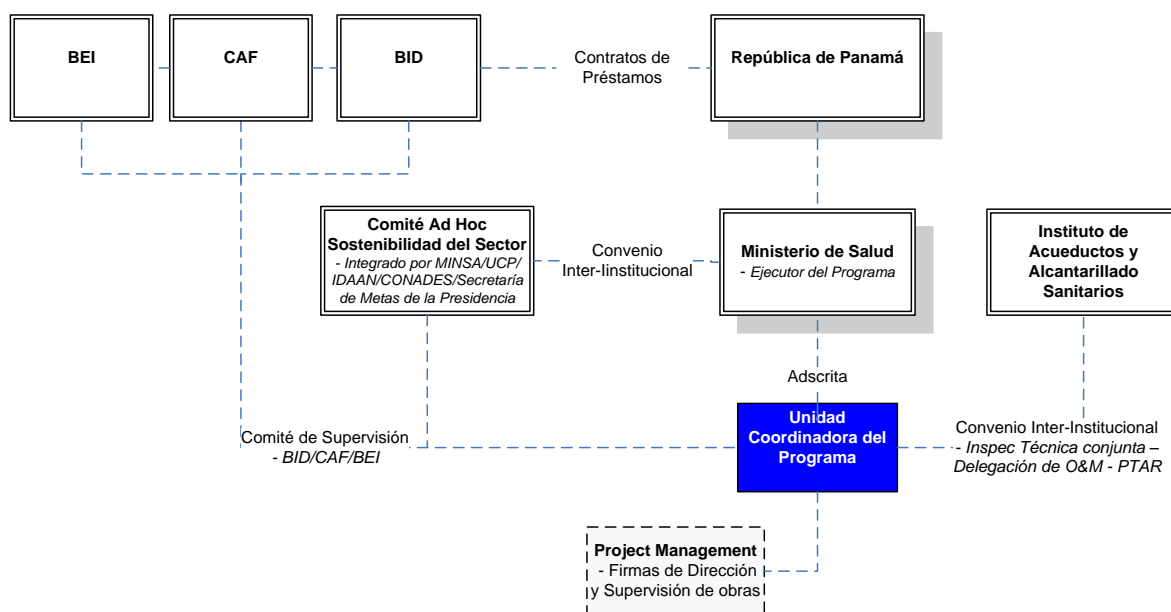 BEI
CAF
BID
Contratos de
Préstamos
República de Panamá
Comité Ad Hoc
Sostenibilidad del Sector
- Integrado por MINSA/UCP/
IDAAN/CONADES/Secretaría
de Metas de la Presidencia
Convenio
Inter-Iinstitucional
Ministerio de Salud
- Ejecutor del Programa
Instituto de
Acueductos y
Alcantarillado
Sanitarios
Adscrita
Comité de Supervisión
- BID/CAF/BEI
Unidad
Coordinadora del
Programa
Convenio Inter-Institucional
- Inspec Técnica conjunta –
Delegación de O&M - PTAR
Project Management
- Firmas de Dirección
y Supervisión de obras